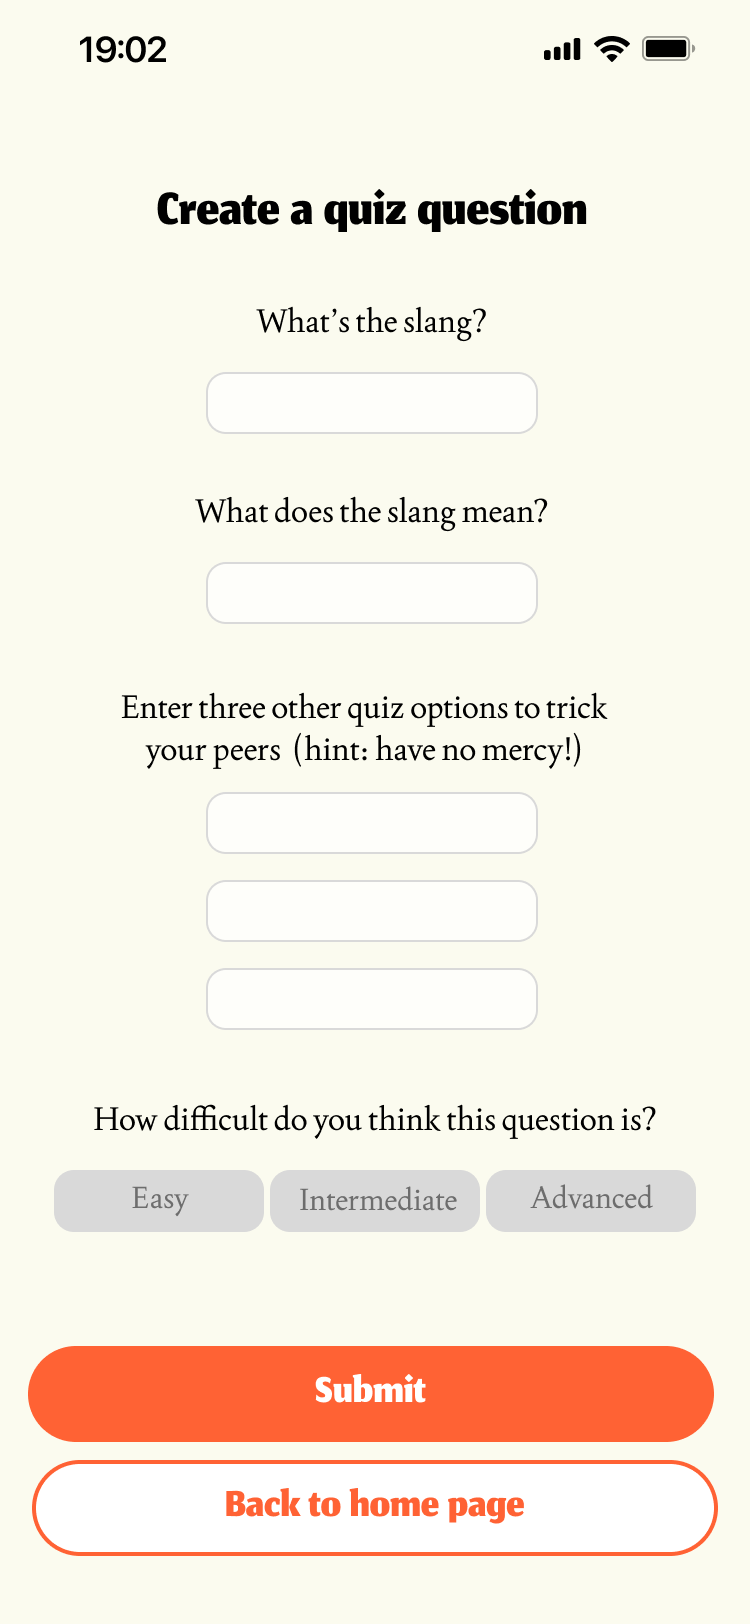 19:02
Create a quiz question
What’s the slang?
What does the slang mean?
Enter three other quiz options to trick
your peers (hint: have no mercy!)
How difficult do you think this question is?
Easy Intermediate Advanced
Submit
Back to home page